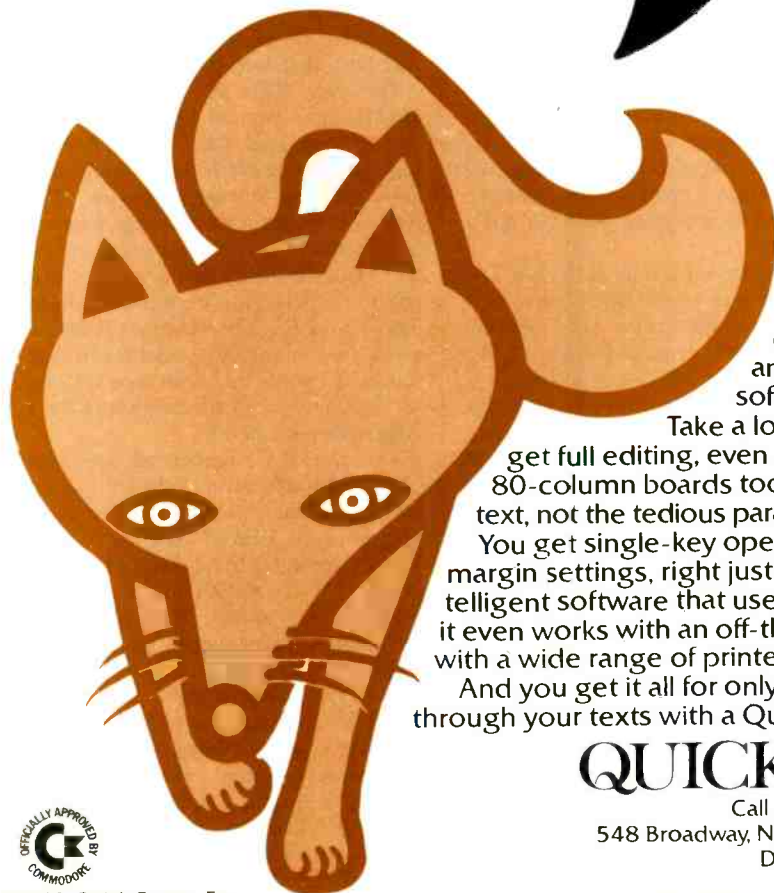 Take a lo
get full editing, even
80-column boards too
text, not the tedious para
You get single-key ope
margin settings, right just
telligent software that use
it even works with an off-th
with a wide range of printe
And you get it all for only
through your texts with a Qu
QUICK
Call
548 Broadway, N
D
OFFICIALLY APPROVED BY
COMMODORE